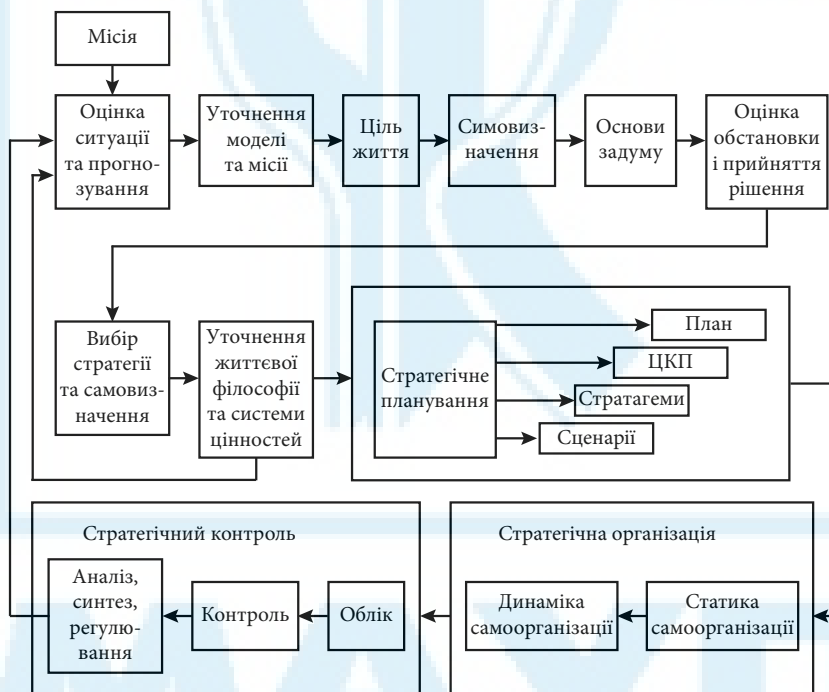 Місія
Оцінка
ситуації
та прогно-
зування
Уточнення
моделі
та місії
Ціль
життя
Симовиз-
начення
Основи
задуму
Оцінка
обстановки
і прийняття
рішення
Вибір
стратегії
та самовиз-
начення
Уточнення
життєвої
філософії
та системи
цінностей
Стратегічне
планування
План
ЦКП
Стратагеми
Сценарії
Стратегічний контроль
Аналіз,
синтез,
регулю-
вання
Контроль
Облік
Стратегічна організація
Динаміка
самоорганізації
Статика
самоорганізації